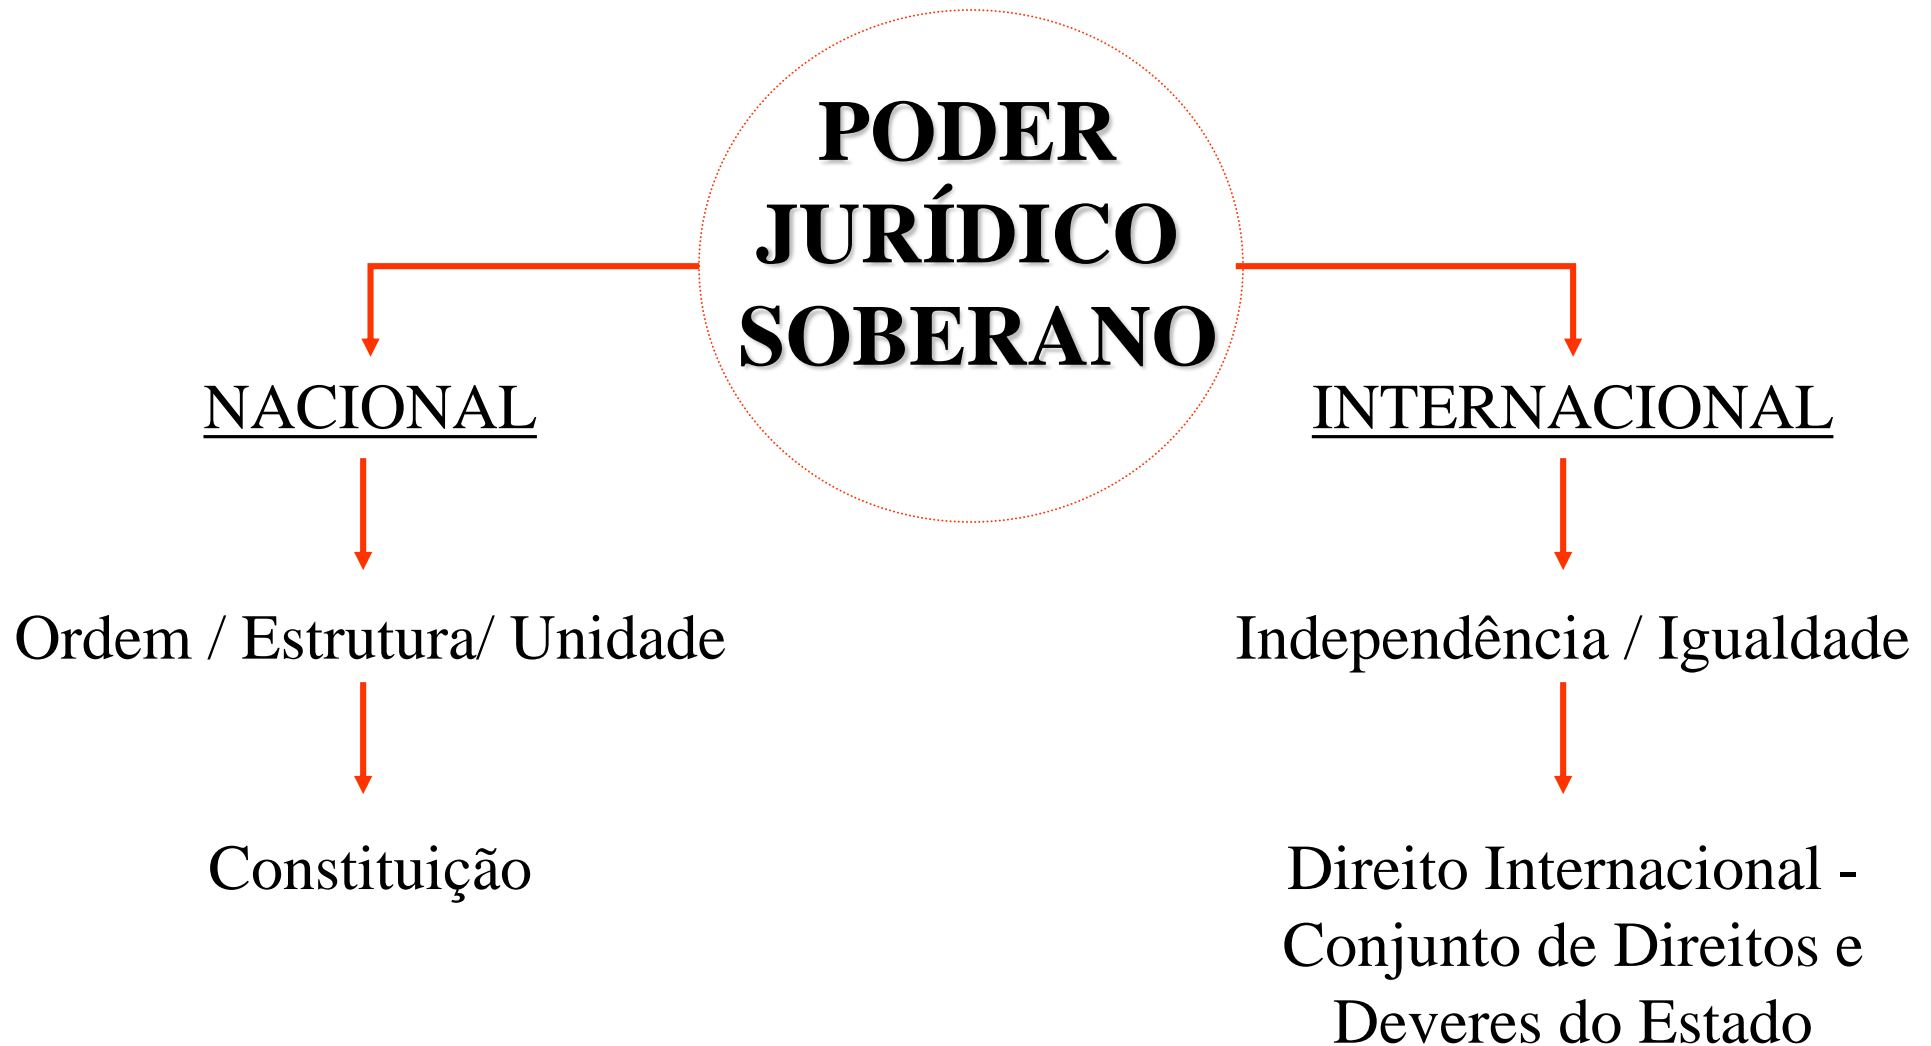 PODER
JURÍDICO
SOBERANO
NACIONAL
INTERNACIONAL
Ordem / Estrutura/ Unidade
Independência / Igualdade
Constituição
Direito Internacional -
Conjunto de Direitos e
Deveres do Estado